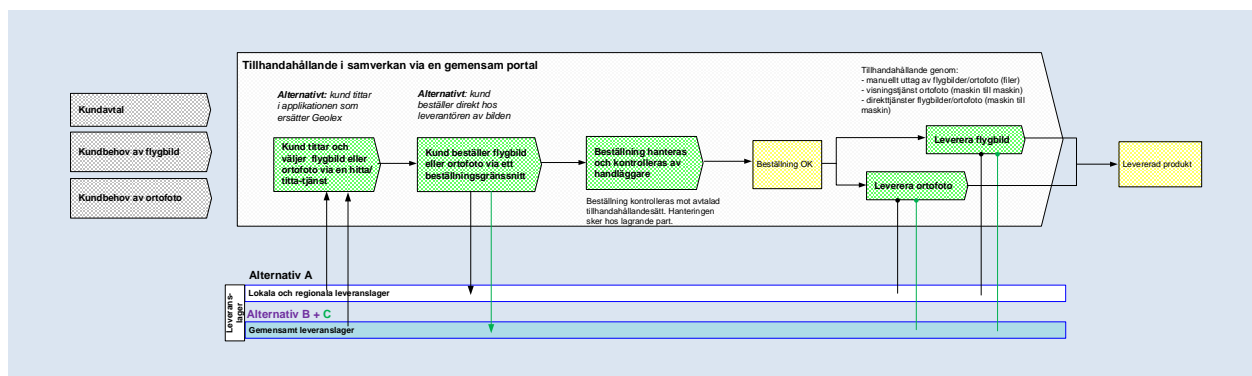 Tillhandahållande i samverkan via en gemensam portal
Kundavtal
Kundbehov av flygbild
Kundbehov av ortofoto
Alternativt: kund tittar
i applikationen som
ersätter Geolex
Alternativt: kund
beställer direkt hos
leverantören av bilden
Tillhandahållande genom:
- manuellt uttag av flygbilder/ortofoto (filer)
- visningstjänst ortofoto (maskin till maskin)
- direkttjänster flygbilder/ortofoto (maskin till
maskin)
Kund tittar och
väljer flygbild eller
ortofoto via en hitta/
titta-tjänst
Kund beställer flygbild
eller ortofoto via ett
beställningsgränssnitt
Beställning hanteras
och kontrolleras av
handläggare
Beställning kontrolleras mot avtalad
tillhandahållandesätt. Hanteringen
sker hos lagrande part.
Beställning OK
Leverera flygbild
Leverera ortofoto
Levererad produkt
Leverans-
lager
Alternativ A
Lokala och regionala leveranslager
Alternativ B + C
Gemensamt leveranslager